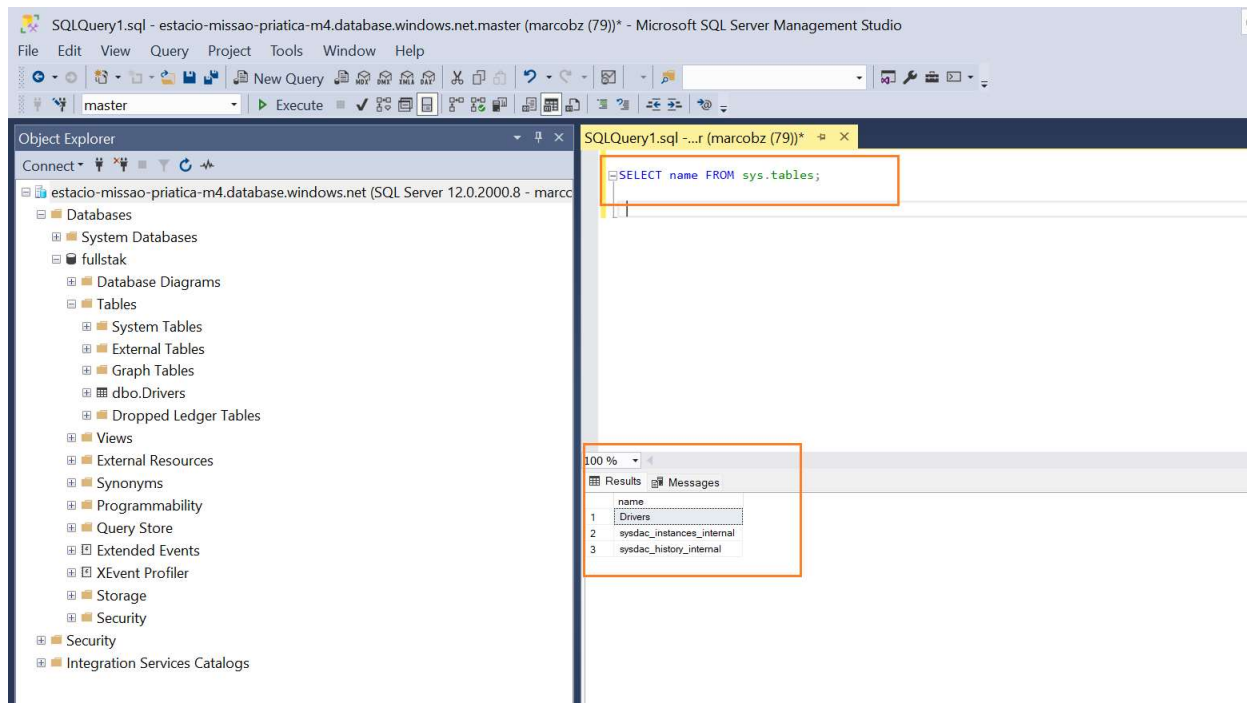 SQLQuery1.sql - estacio-missao-priatica-m4.database.windows.net.master (marcobz (79))* - Microsoft SQL Server Management Studio
File Edit View Query Project Tools Window Help
New Query MDX DMX XMLA DAX
master Execute
Object Explorer
Connect
estacio-missao-priatica-m4.database.windows.net (SQL Server 12.0.2000.8 - marcc
Databases
System Databases
fullstak
Database Diagrams
Tables
System Tables
External Tables
Graph Tables
dbo.Drivers
Dropped Ledger Tables
Views
External Resources
Synonyms
Programmability
Query Store
Extended Events
XEvent Profiler
Storage
Security
Security
Integration Services Catalogs
SQLQuery1.sql -...r (marcobz (79))*
SELECT name FROM sys.tables;
100 %
Results Messages
name
1 Drivers
2 sysdac_instances_internal
3 sysdac_history_internal